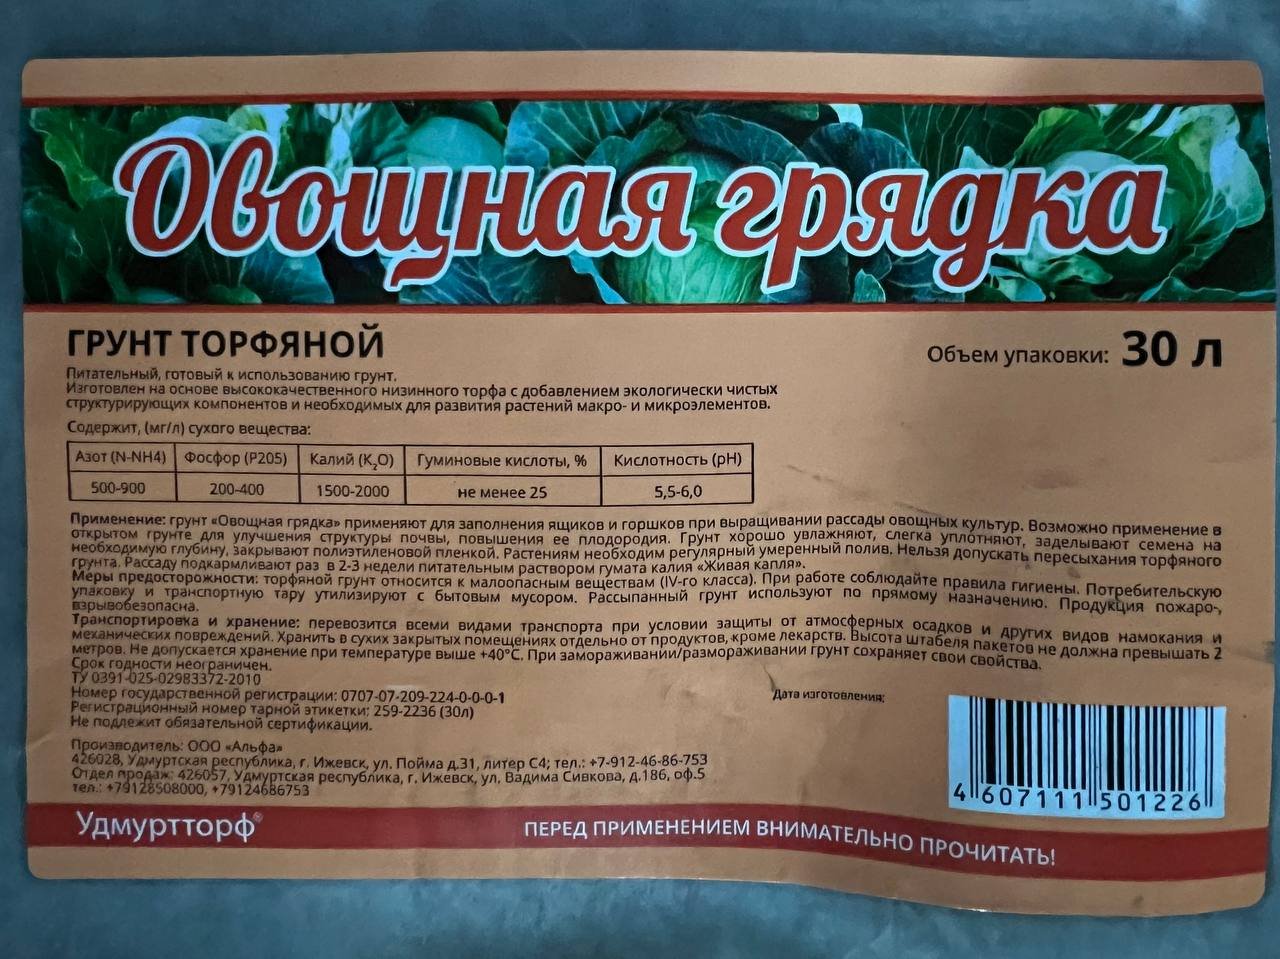 Овощная грядка
ГРУНТ ТОРФЯНОЙ
Объем упаковки: 30 л
Питательный, готовый к использованию грунт.
Изготовлен на основе высококачественного низинного торфа с добавлением экологически чистых
структурирующих компонентов и необходимых для развития растений макро- и микроэлементов.
Содержит, (мг/л) сухого вещества:
Азот (N-NH4) Фосфор (P205) Калий (K₂O) Гуминовые кислоты, % Кислотность (pH)
500-900 200-400 1500-2000 не менее 25 5,5-6,0
Применение: грунт «Овощная грядка» применяют для заполнения ящиков и горшков при выращивании рассады овощных культур. Возможно применение в
открытом грунте для улучшения структуры почвы, повышения ее плодородия. Грунт хорошо увлажняют, слегка уплотняют, заделывают семена на
необходимую глубину, закрывают полиэтиленовой пленкой. Растениям необходим регулярный умеренный полив. Нельзя допускать пересыхания торфяного
грунта. Рассаду подкармливают раз в 2-3 недели питательным раствором гумата калия «Живая капля».
Меры предосторожности: торфяной грунт относится к малоопасным веществам (IV-го класса). При работе соблюдайте правила гигиены. Потребительскую
упаковку и транспортную тару утилизируют с бытовым мусором. Рассыпанный грунт используют по прямому назначению. Продукция пожаро-,
взрывобезопасна.
Транспортировка и хранение: перевозится всеми видами транспорта при условии защиты от атмосферных осадков и других видов намокания и
механических повреждений. Хранить в сухих закрытых помещениях отдельно от продуктов, кроме лекарств. Высота штабеля пакетов не должна превышать 2
метров. Не допускается хранение при температуре выше +40°С. При замораживании/размораживании грунт сохраняет свои свойства.
Срок годности неограничен.
ТУ 0391-025-02983372-2010
Номер государственной регистрации: 0707-07-209-224-0-0-0-1
Регистрационный номер тарной этикетки: 259-2236 (30л)
Не подлежит обязательной сертификации.
Дата изготовления:
Производитель: ООО «Альфа»
426028, Удмуртская республика, г. Ижевск, ул. Пойма д.31, литер С4; тел.: +7-912-46-86-753
Отдел продаж: 426057, Удмуртская республика, г. Ижевск, ул. Вадима Сивкова, д.186, оф.5
тел.: +79128508000, +79124686753
4 607111 501226
Удмуртторф®
ПЕРЕД ПРИМЕНЕНИЕМ ВНИМАТЕЛЬНО ПРОЧИТАТЬ!